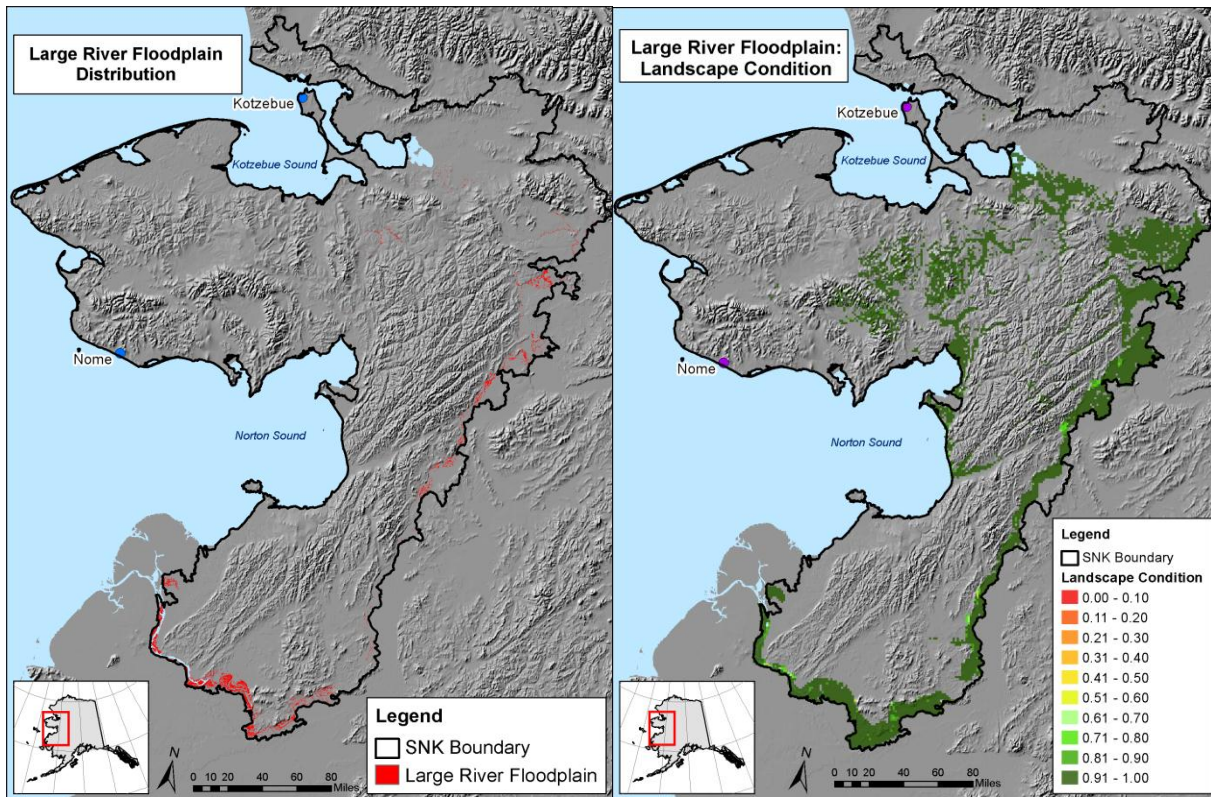 Large River Floodplain
Distribution
Kotzebue
Kotzebue Sound
Nome
Norton Sound
N
0 10 20 40 60 80
Miles
Legend
SNK Boundary
Large River Floodplain
Large River Floodplain:
Landscape Condition
Kotzebue
Kotzebue Sound
Nome
Norton Sound
N
0 10 20 40 60 80
Miles
Legend
SNK Boundary
Landscape Condition
0.00 - 0.10
0.11 - 0.20
0.21 - 0.30
0.31 - 0.40
0.41 - 0.50
0.51 - 0.60
0.61 - 0.70
0.71 - 0.80
0.81 - 0.90
0.91 - 1.00